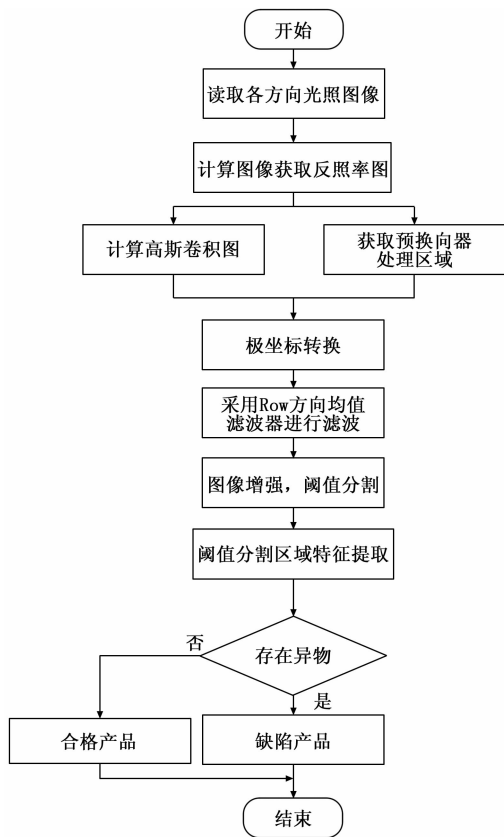 开始
读取各方向光照图像
计算图像获取反照率图
计算高斯卷积图
获取预换向器
处理区域
极坐标转换
采用Row方向均值
滤波器进行滤波
图像增强，阈值分割
阈值分割区域特征提取
存在异物
否
是
合格产品
缺陷产品
结束